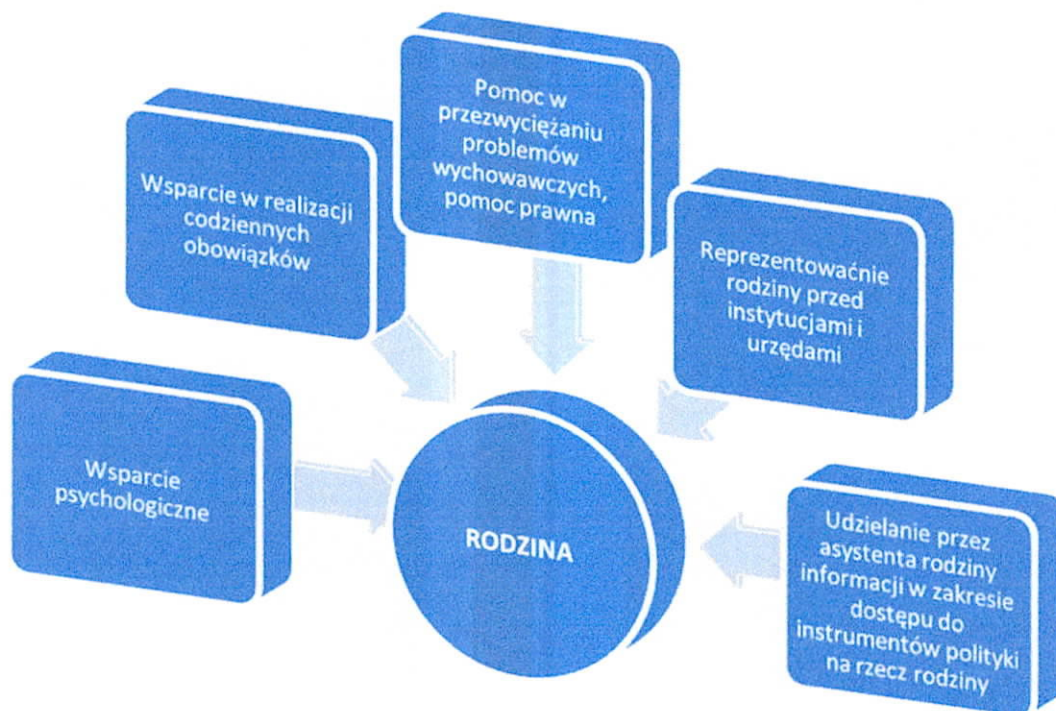 Wsparcie
psychologiczne
Wsparcie w realizacji
codziennych
obowiązków
Pomoc w
przezwyciężaniu
problemów
wychowawczych,
pomoc prawna
Reprezentowaćnie
rodziny przed
instytucjami i
urzędami
Udzielanie przez
asystenta rodziny
informacji w zakresie
dostępu do
instrumentów polityki
na rzecz rodziny
RODZINA